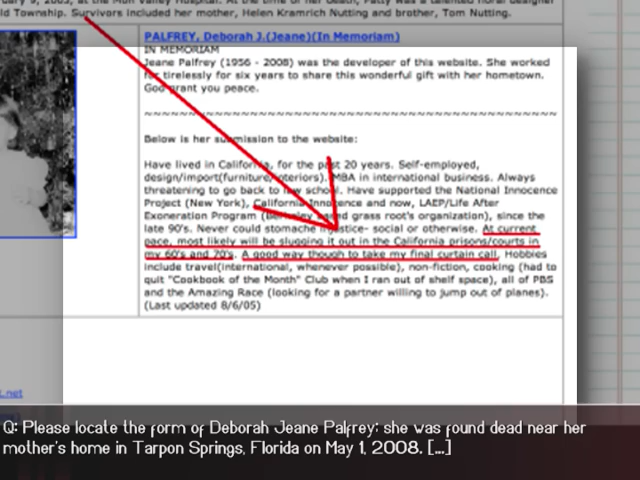 at the Mon Valley Hospital. At the time of her death, Patty was a talented floral designer
ld Township. Survivors included her mother, Helen Kramrich Nutting and brother, Tom Nutting.
PALFREY, Deborah J.(Jeane)(In Memoriam)
IN MEMORIAM
Jeane Palfrey (1956 - 2008) was the developer of this website. She worked
for tirelessly for six years to share this wonderful gift with her hometown.
God grant you peace.
~~~~~~~~~~~~~~~~~~~~~~~~~~~~~~~~~~~~~~~~
Below is her submission to the website:
Have lived in California, for the past 20 years. Self-employed,
design/import(furniture,interiors). MBA in international business. Always
threatening to go back to law school. Have supported the National Innocence
Project (New York), California Innocence and now, LAEP/Life After
Exoneration Program (Berkeley based grass root's organization), since the
late 90's. Never could stomache injustice- social or otherwise. At current
pace, most likely will be slugging it out in the California prisons/courts in
my 60's and 70's. A good way though to take my final curtain call. Hobbies
include travel(international, whenever possible), non-fiction, cooking (had to
quit "Cookbook of the Month" Club when I ran out of shelf space), all of PBS
and the Amazing Race (looking for a partner willing to jump out of planes).
(Last updated 8/6/05)
.net
Q: Please locate the form of Deborah Jeane Palfrey; she was found dead near her
mother's home in Tarpon Springs, Florida on May 1, 2008. [...]